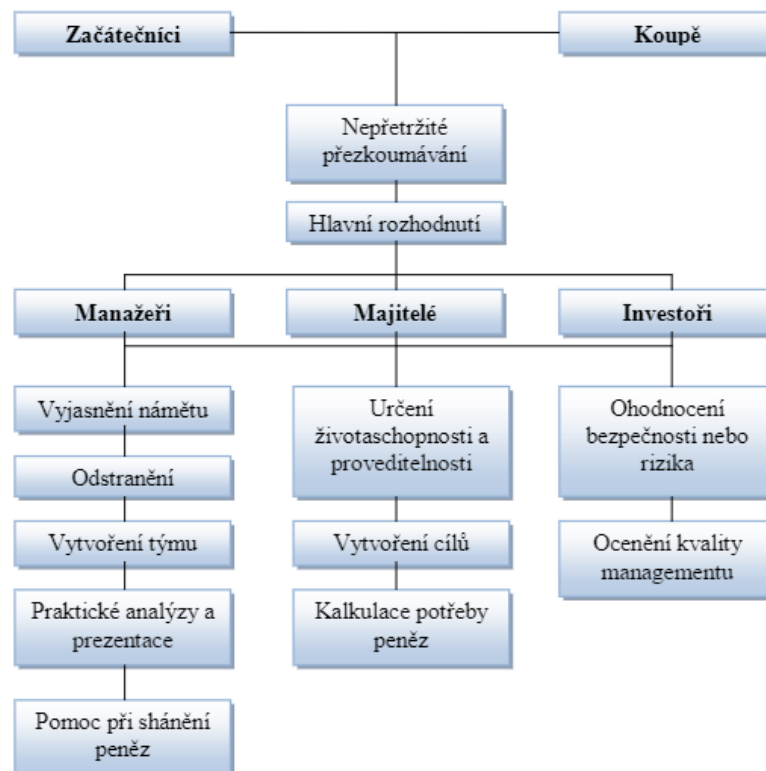 Začátečníci
Koupě
Nepřetržité
přezkoumávání
Hlavní rozhodnutí
Manažeři
Majitelé
Investoři
Vyjasnění námětu
Odstranění
Vytvoření týmu
Praktické analýzy a
prezentace
Pomoc při shánění
peněz
Určení
životaschopnosti a
proveditelnosti
Vytvoření cílů
Kalkulace potřeby
peněz
Ohodnocení
bezpečnosti nebo
rizika
Ocenění kvality
managementu